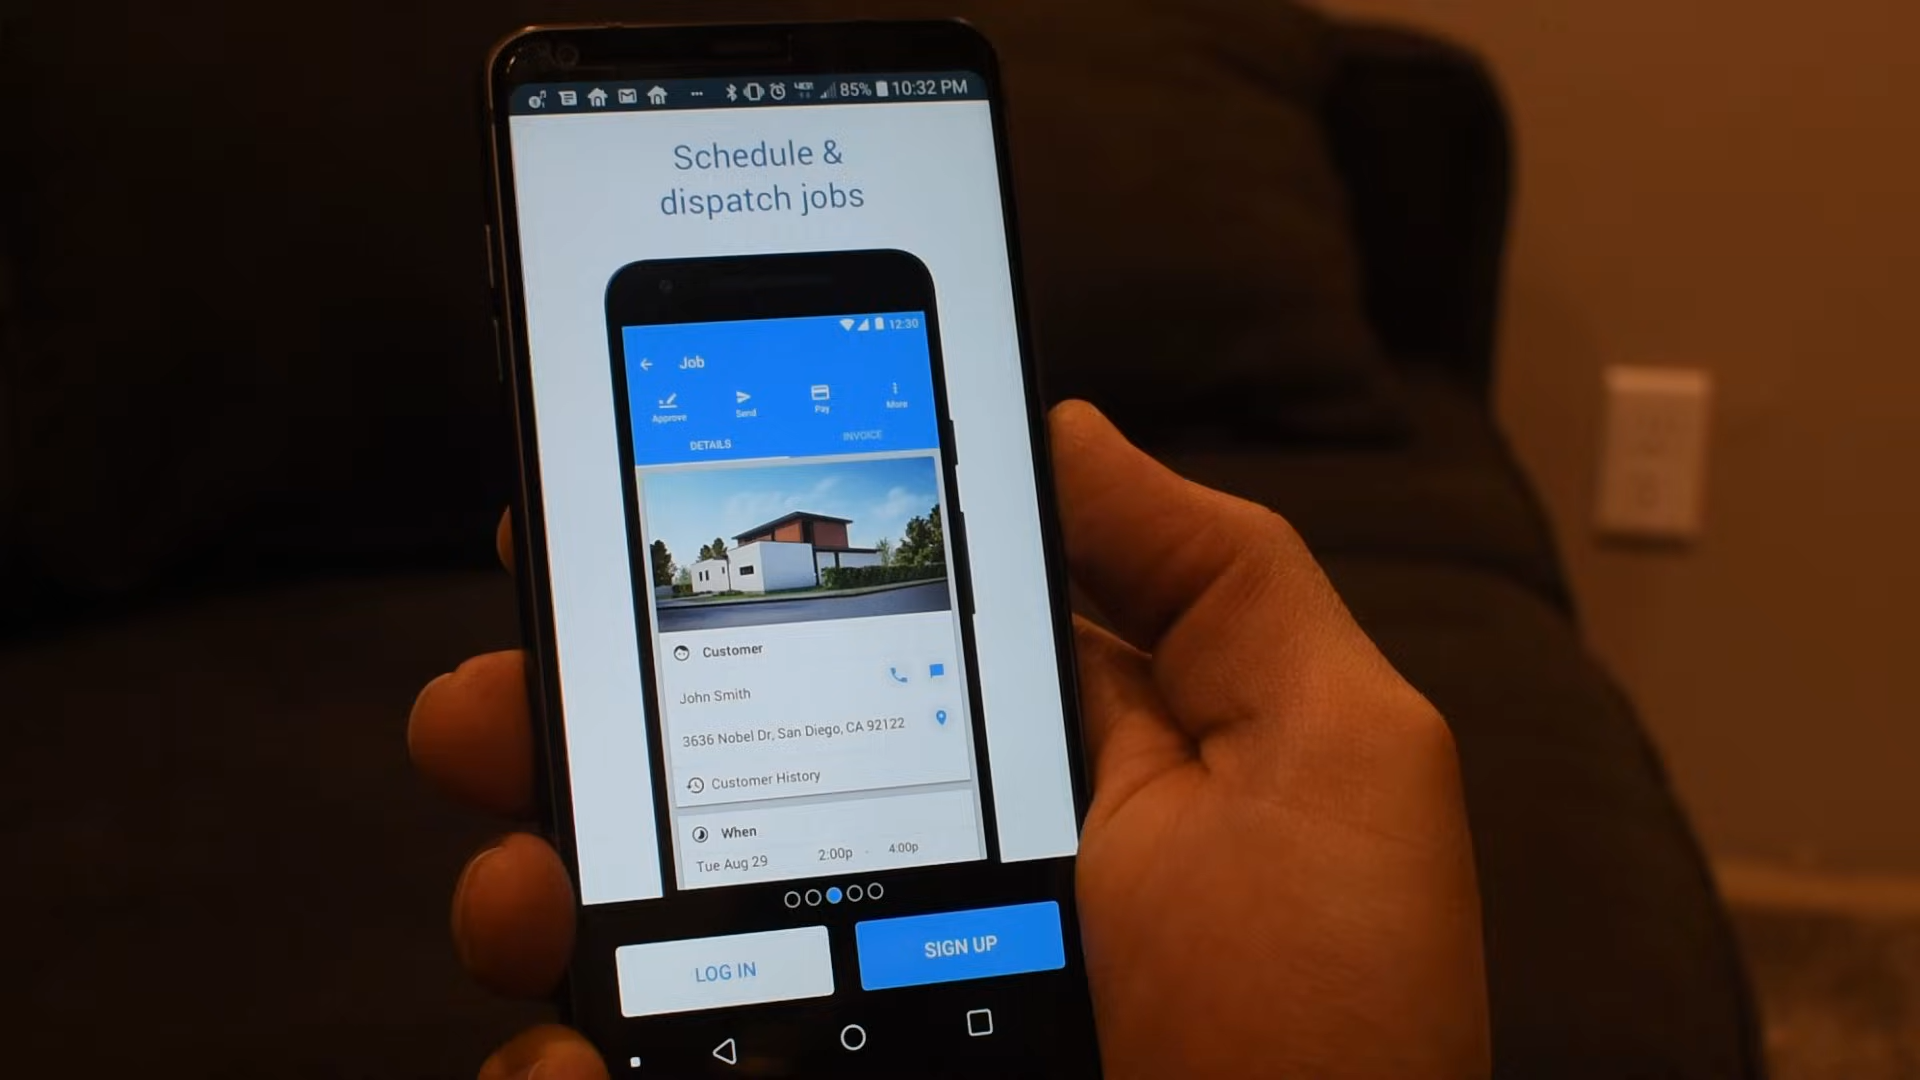 85% 10:32 PM
Schedule &
dispatch jobs
12:30
Job
Approve Send Pay More
DETAILS INVOICE
Customer
John Smith
3636 Nobel Dr, San Diego, CA 92122
Customer History
When
Tue Aug 29 2:00p - 4:00p
LOG IN SIGN UP